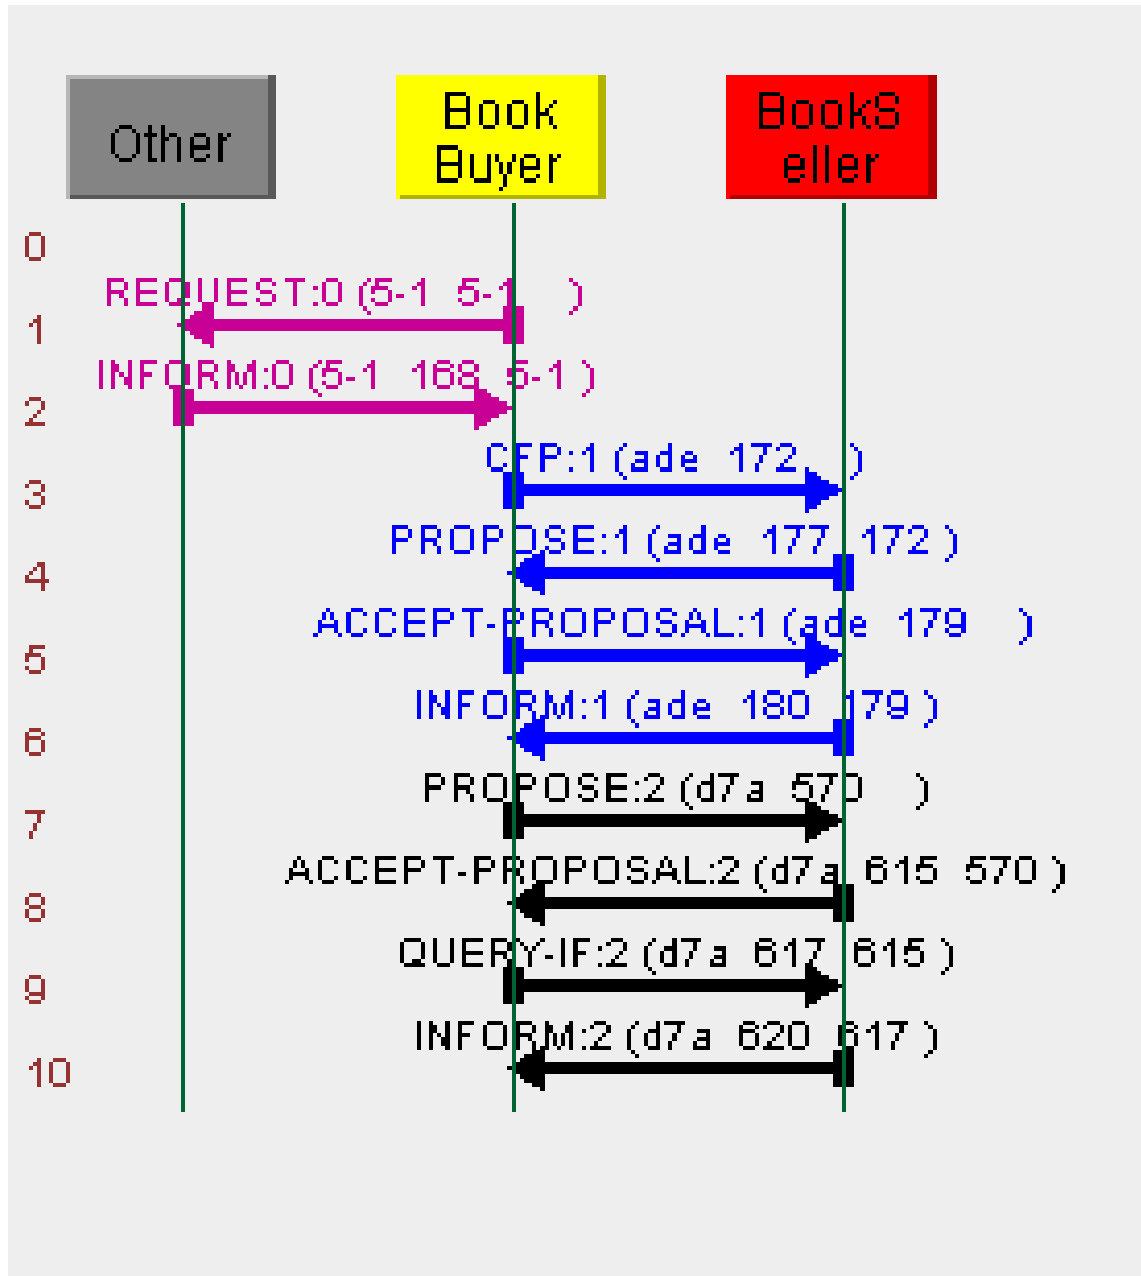 Other
Book
Buyer
BookS
eller
0
REQUEST:0 (5-1 5-1 )
1
INFORM:0 (5-1 168 5-1 )
2
CFP:1 (ade 172 )
3
PROPOSE:1 (ade 177 172 )
4
ACCEPT-PROPOSAL:1 (ade 179 )
5
INFORM:1 (ade 180 179 )
6
PROPOSE:2 (d7a 570 )
7
ACCEPT-PROPOSAL:2 (d7a 615 570 )
8
QUERY-IF:2 (d7a 617 615 )
9
INFORM:2 (d7a 620 617 )
10